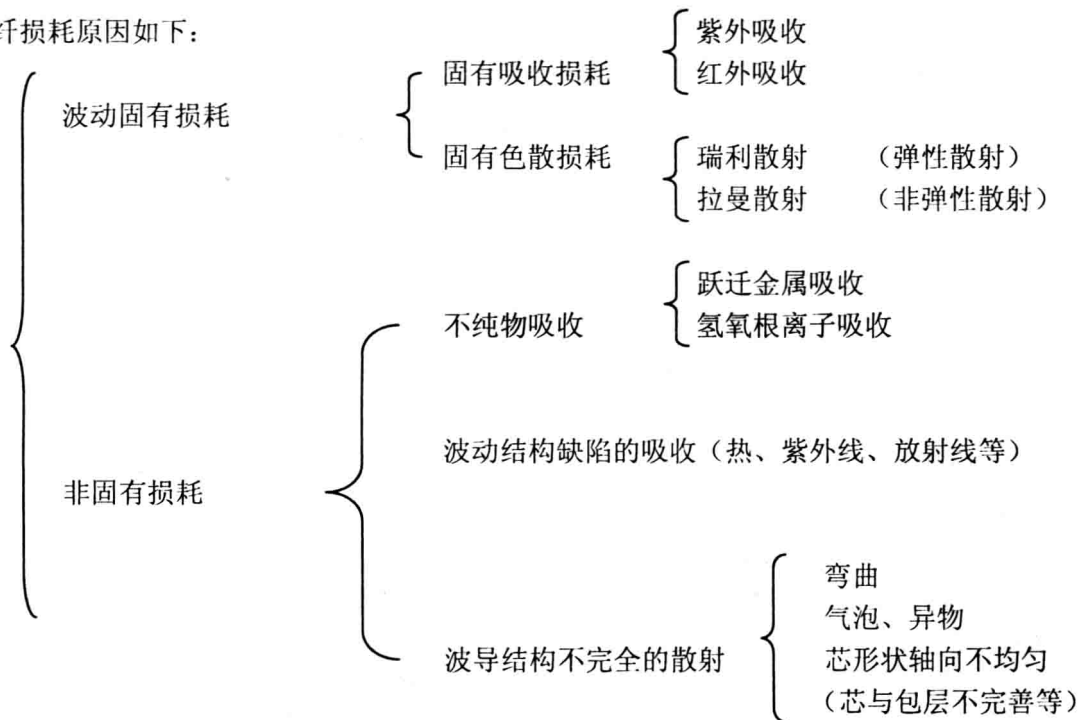 纤损耗原因如下：
紫外吸收
固有吸收损耗
红外吸收
波动固有损耗
固有色散损耗
瑞利散射 （弹性散射）
拉曼散射 （非弹性散射）
跃迁金属吸收
不纯物吸收
氢氧根离子吸收
波动结构缺陷的吸收（热、紫外线、放射线等）
非固有损耗
弯曲
气泡、异物
波导结构不完全的散射
芯形状轴向不均匀
（芯与包层不完善等）